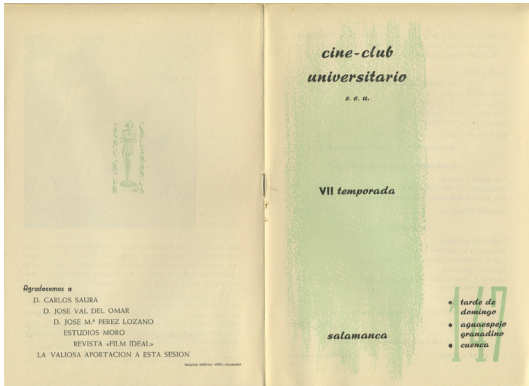 Agradecemos a
D. CARLOS SAURA
D. JOSE VAL DEL OMAR
D. JOSE M.ª PEREZ LOZANO
ESTUDIOS MORO
REVISTA «FILM IDEAL»
LA VALIOSA APORTACION A ESTA SESION
cine-club
universitario
s. e. u.
VII temporada
salamanca
147
• tarde de
domingo
• aguaespejo
granadino
• cuenca